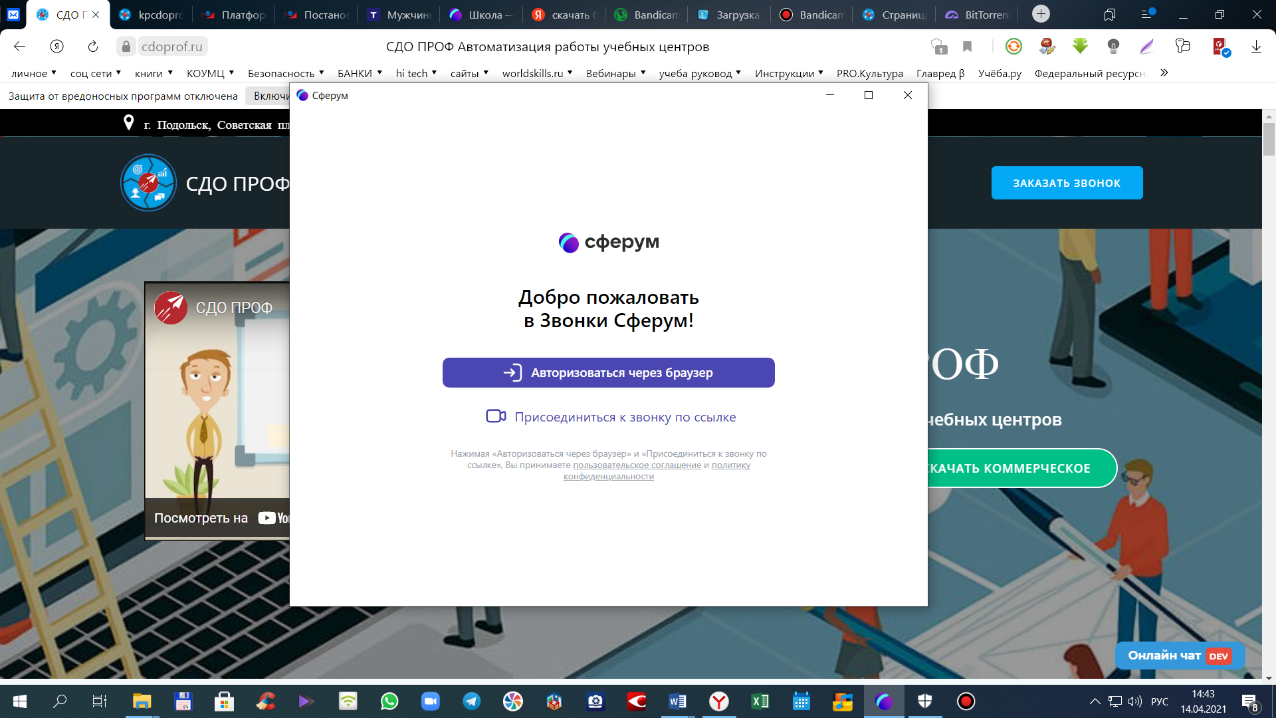 СДО П
kpcdopro
Платфор
Постано
Мужчин
Школа —
скачать б
Bandicam
Загрузка
Bandicam
Страниц
BitTorren
cdoprof.ru
СДО ПРОФ Автоматизация работы учебных центров
1
личное
соц сети
книги
КОУМЦ
Безопасность
БАНКИ
hi tech
сайты
worldskills.ru
Вебинары
учеба руковод
Инструкции
PRO.Культура
Главред β
Учёба.ру
Федеральный ресурсн
»
Защита от вредоносных программ отключена
Включи
Сферум
г. Подольск, Советская пл
СДО ПРОФ
ЗАКАЗАТЬ ЗВОНОК
сферум
Добро пожаловать
в Звонки Сферум!
Авторизоваться через браузер
Присоединиться к звонку по ссылке
Нажимая «Авторизоваться через браузер» и «Присоединиться к звонку по
ссылке», Вы принимаете пользовательское соглашение и политику
конфиденциальности
СДО ПРОФ
Посмотреть на
You
РОФ
чебных центров
КАЧАТЬ КОММЕРЧЕСКОЕ
Онлайн чат DEV
РУС
14:43
14.04.2021
8